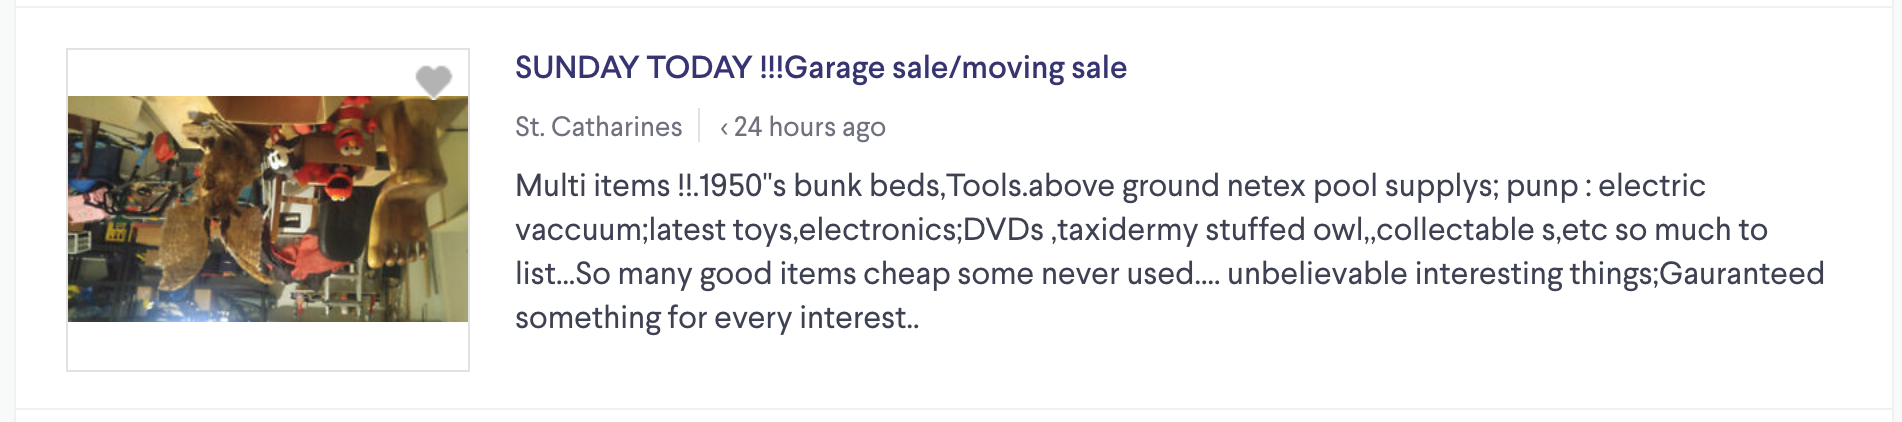 SUNDAY TODAY !!!Garage sale/moving sale
St. Catharines
< 24 hours ago
Multi items !!.1950"s bunk beds,Tools.above ground netex pool supplys; punp : electric
vaccuum;latest toys,electronics;DVDs ,taxidermy stuffed owl,,collectable s,etc so much to
list...So many good items cheap some never used.... unbelievable interesting things;Gauranteed
something for every interest..